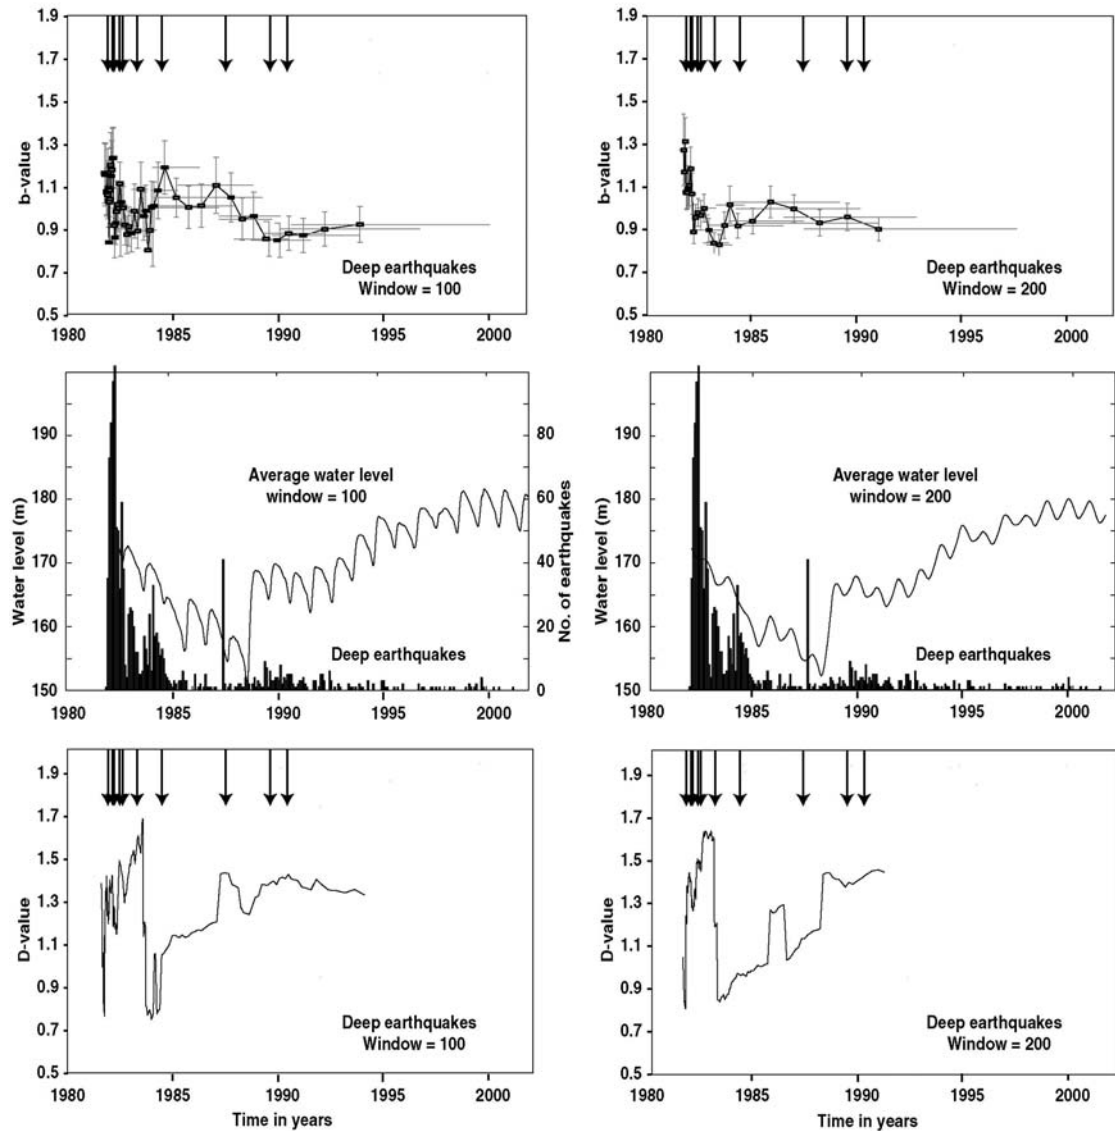 1.9
1.7
1.5
1.3
1.1
0.9
0.7
0.5
b-value
Deep earthquakes
Window = 100
1980 1985 1990 1995 2000
1.9
1.7
1.5
1.3
1.1
0.9
0.7
0.5
b-value
Deep earthquakes
Window = 200
1980 1985 1990 1995 2000
190
180
170
160
150
Water level (m)
80
60
40
20
0
No. of earthquakes
Average water level
window = 100
Deep earthquakes
1980 1985 1990 1995 2000
190
180
170
160
150
Water level (m)
Average water level
window = 200
Deep earthquakes
1980 1985 1990 1995 2000
1.9
1.7
1.5
1.3
1.1
0.9
0.7
0.5
D-value
Deep earthquakes
Window = 100
1980 1985 1990 1995 2000
Time in years
1.9
1.7
1.5
1.3
1.1
0.9
0.7
0.5
D-value
Deep earthquakes
Window = 200
1980 1985 1990 1995 2000
Time in years